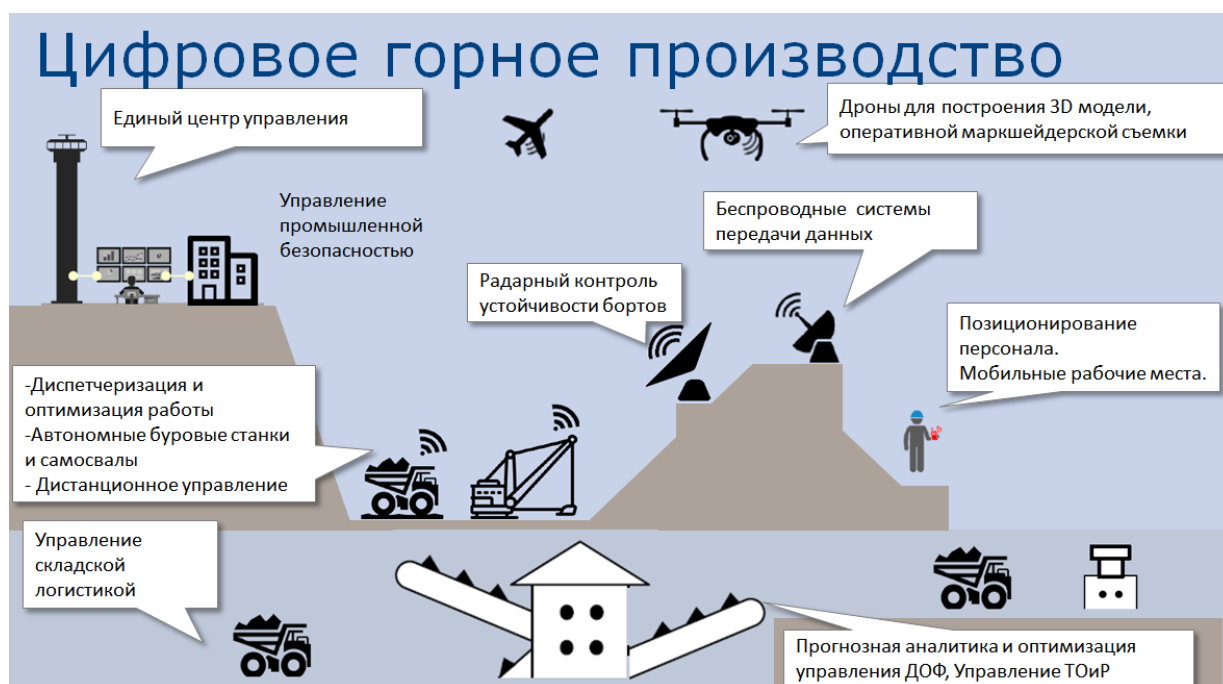 Цифровое горное производство
Единый центр управления
Дроны для построения 3D модели,
оперативной маркшейдерской съемки
Управление
промышленной
безопасностью
Беспроводные системы
передачи данных
Радарный контроль
устойчивости бортов
Позиционирование
персонала.
Мобильные рабочие места.
-Диспетчеризация и
оптимизация работы
-Автономные буровые станки
и самосвалы
- Дистанционное управление
Управление
складской
логистикой
Прогнозная аналитика и оптимизация
управления ДОФ, Управление ТОиР